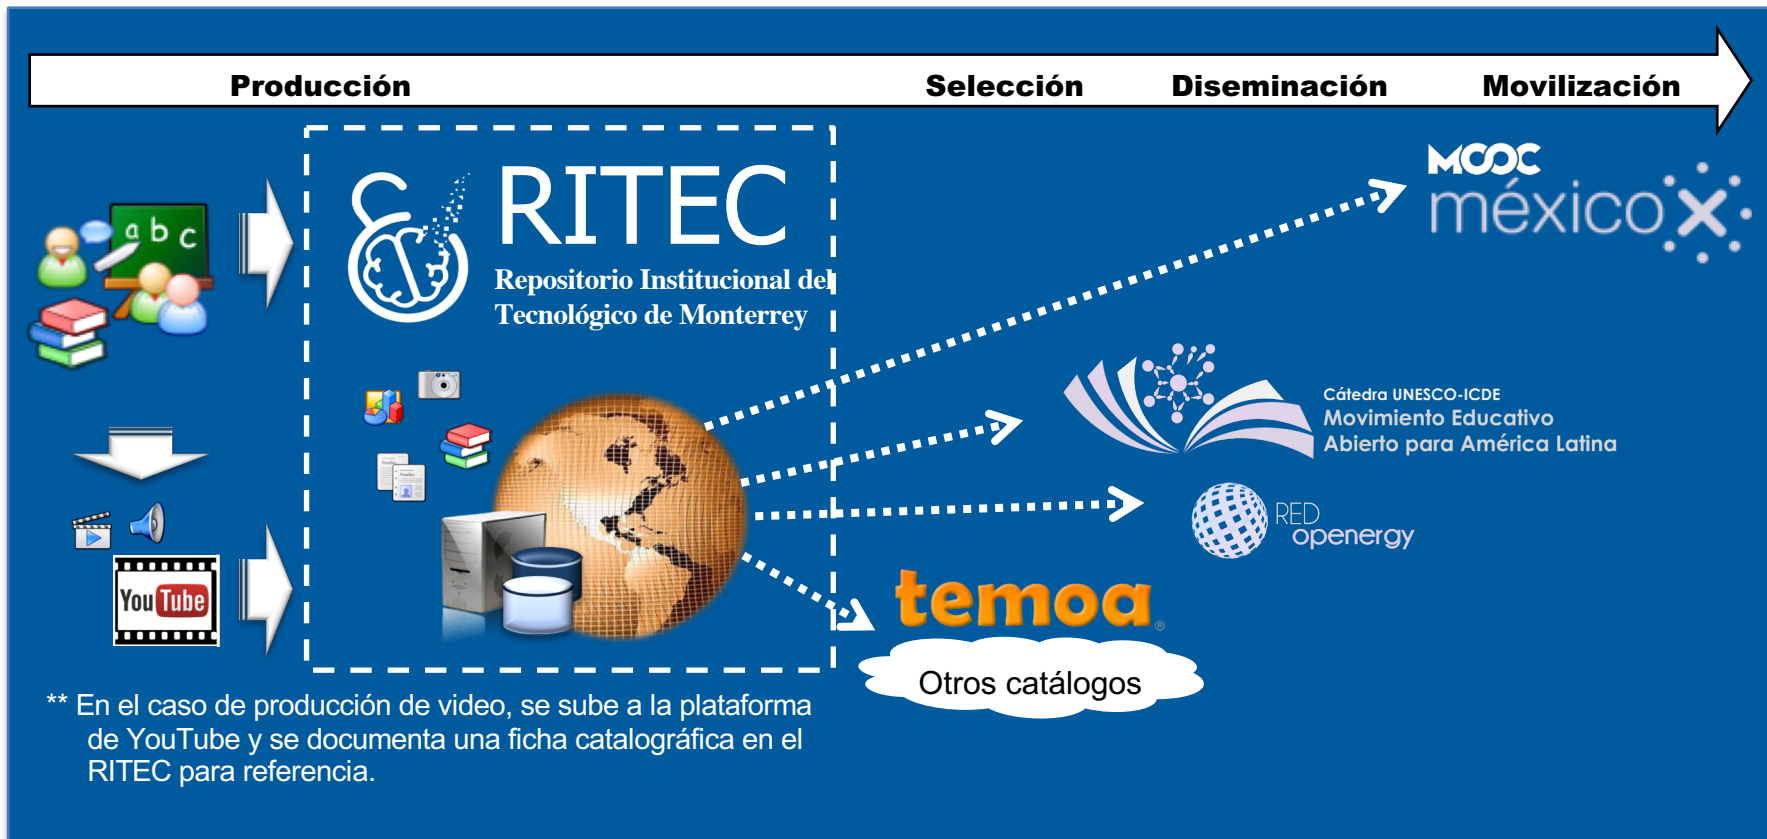 Producción Selección Diseminación Movilización
MOOC
méxico x
a b c
RITEC
Repositorio Institucional del
Tecnológico de Monterrey
Cátedra UNESCO-ICDE
Movimiento Educativo
Abierto para América Latina
RED
openergy
You Tube
temoa
®
Otros catálogos
** En el caso de producción de video, se sube a la plataforma
de YouTube y se documenta una ficha catalográfica en el
RITEC para referencia.